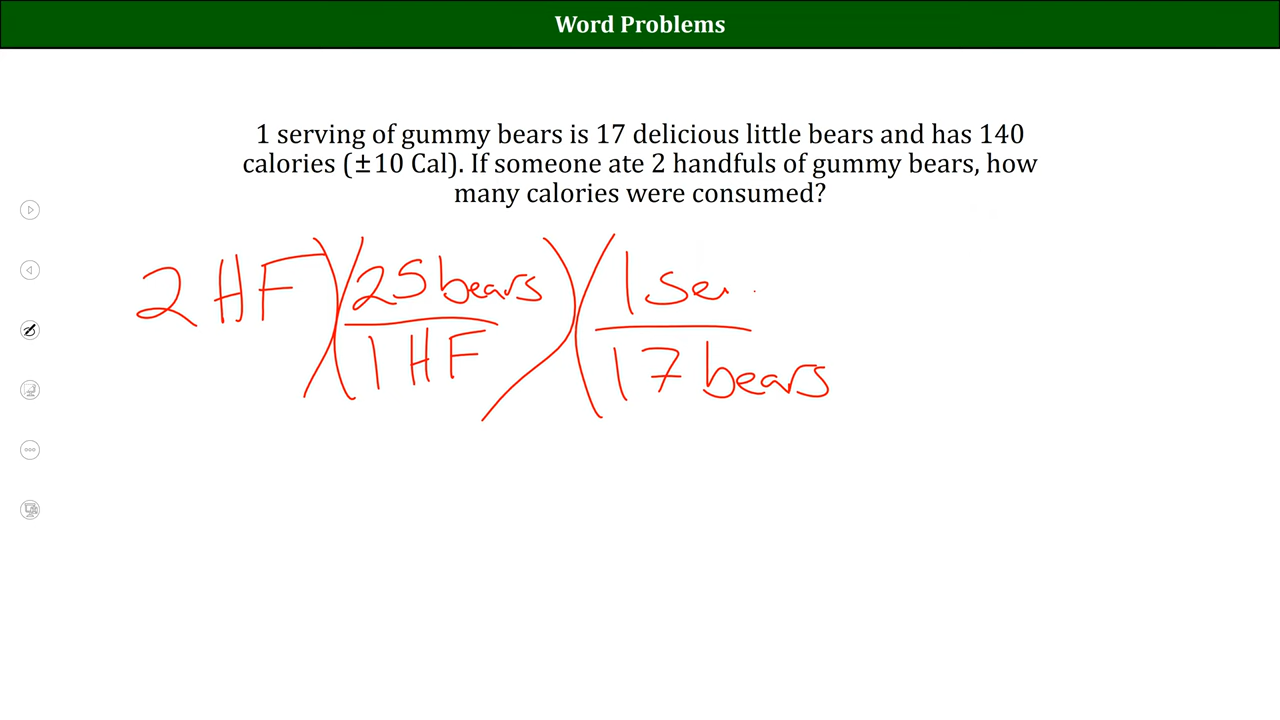 Word Problems
1 serving of gummy bears is 17 delicious little bears and has 140
calories (±10 Cal). If someone ate 2 handfuls of gummy bears, how
many calories were consumed?
2 HF) (25 bears / 1 HF) (1 Ser. / 17 bears